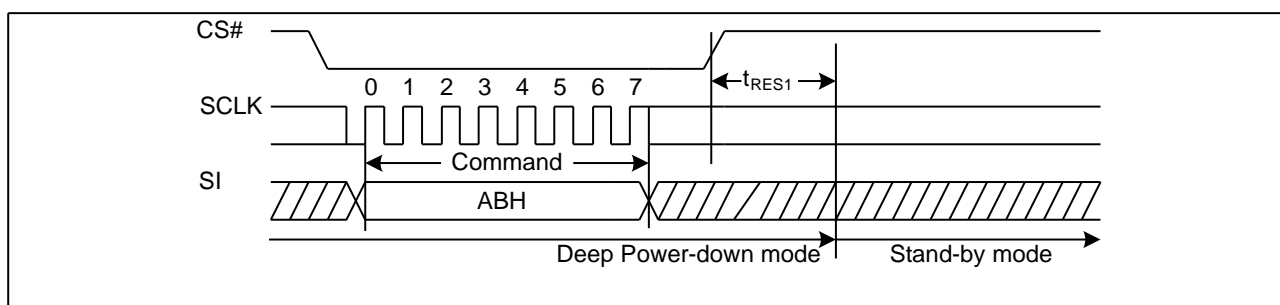 CS#
tRES1
0 1 2 3 4 5 6 7
SCLK
Command
SI
ABH
Deep Power-down mode Stand-by mode